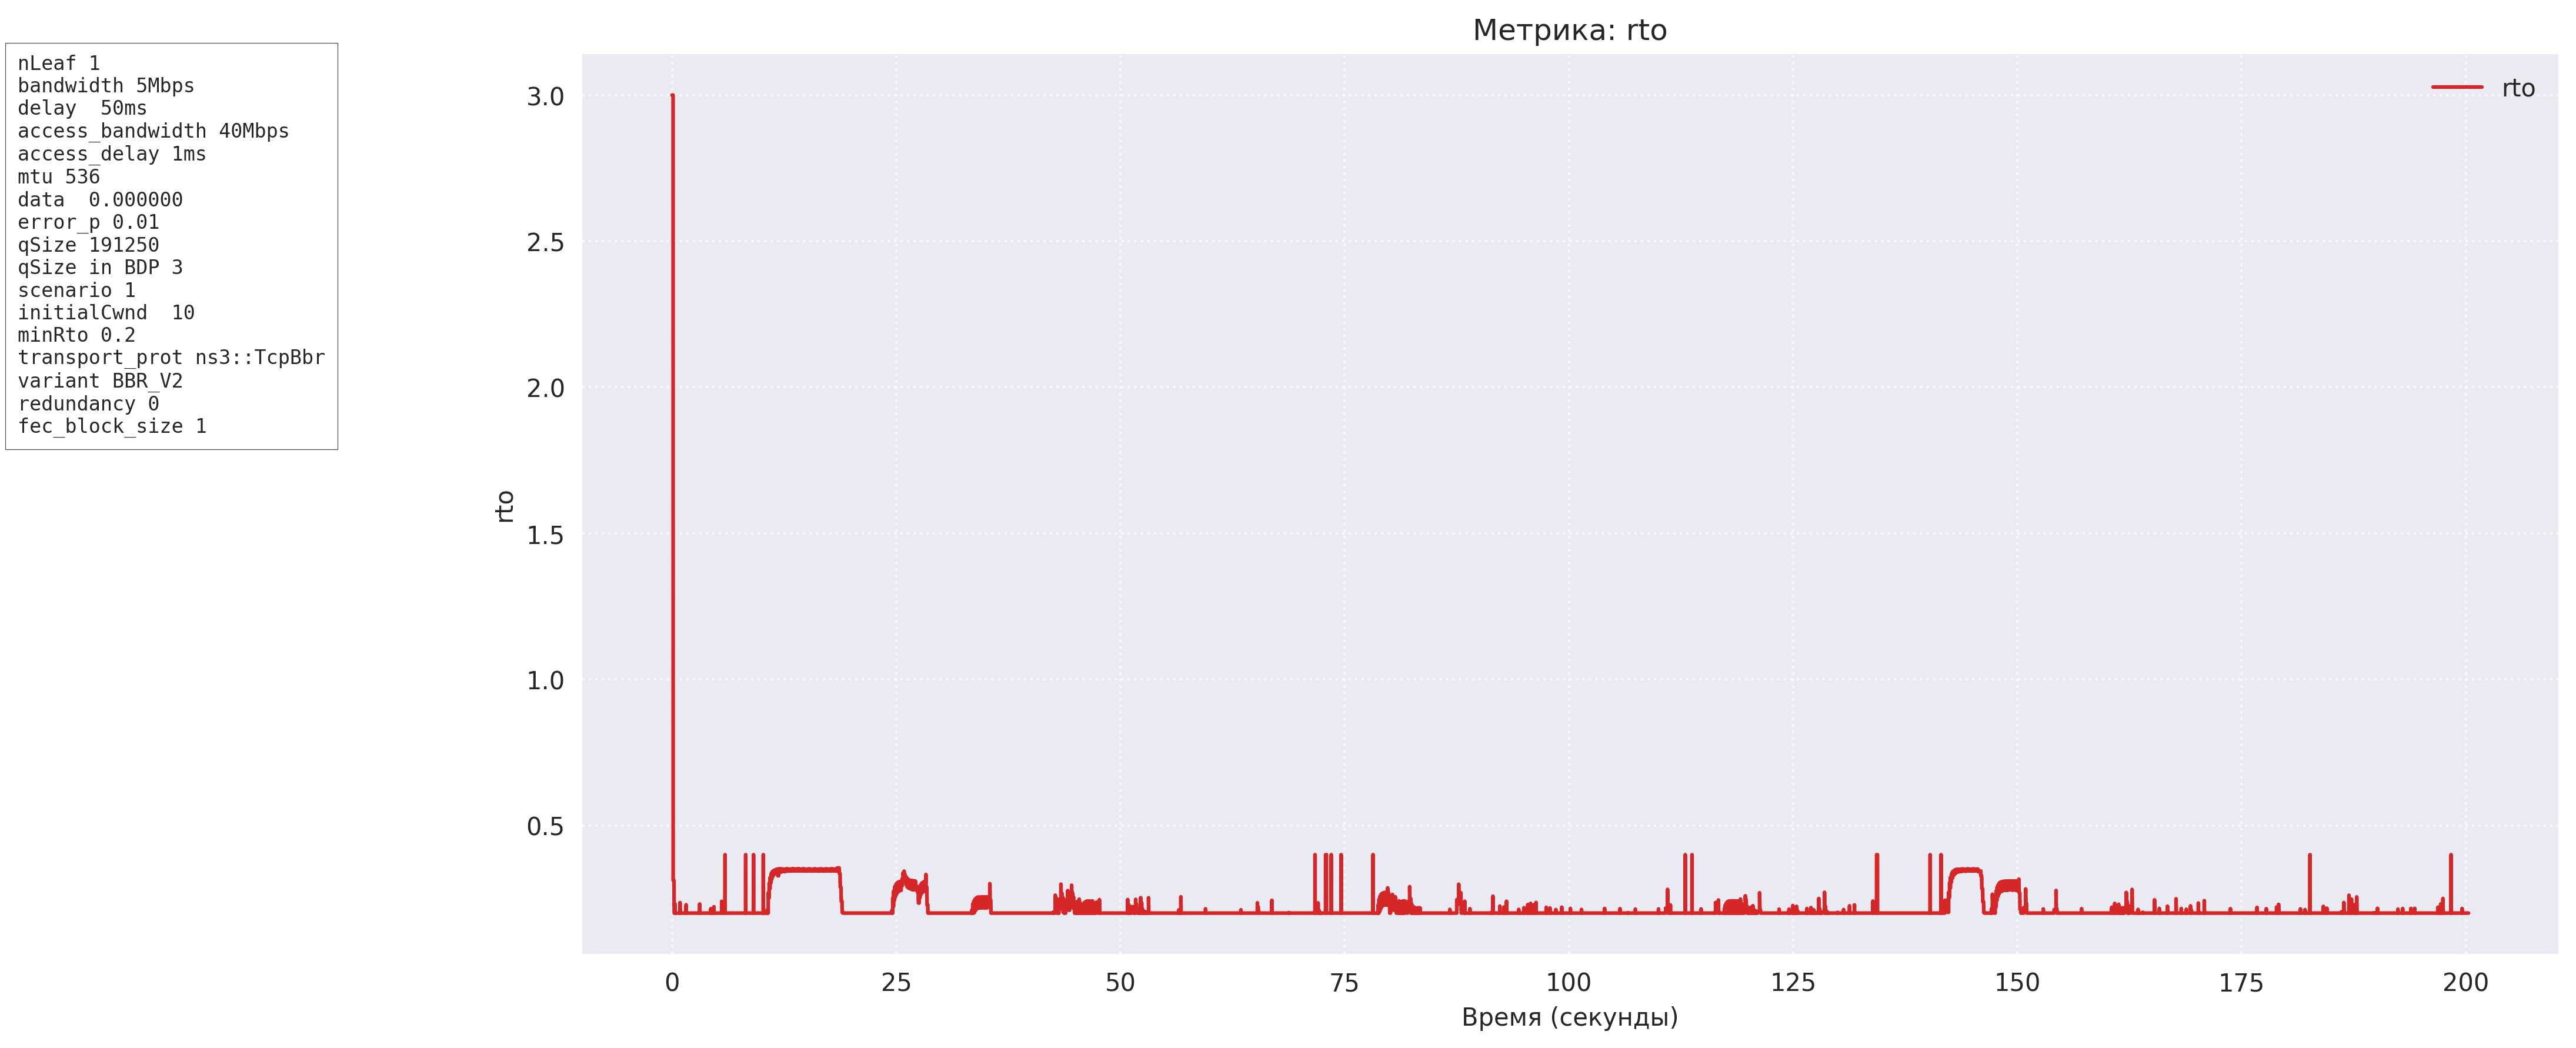 Метрика: rto
nLeaf 1
bandwidth 5Mbps
delay  50ms
access_bandwidth 40Mbps
access_delay 1ms
mtu 536
data  0.000000
error_p 0.01
qSize 191250
qSize in BDP 3
scenario 1
initialCwnd  10
minRto 0.2
transport_prot ns3::TcpBbr
variant BBR_V2
redundancy 0
fec_block_size 1
rto
3.0
2.5
2.0
1.5
1.0
0.5
rto
0 25 50 75 100 125 150 175 200
Время (секунды)